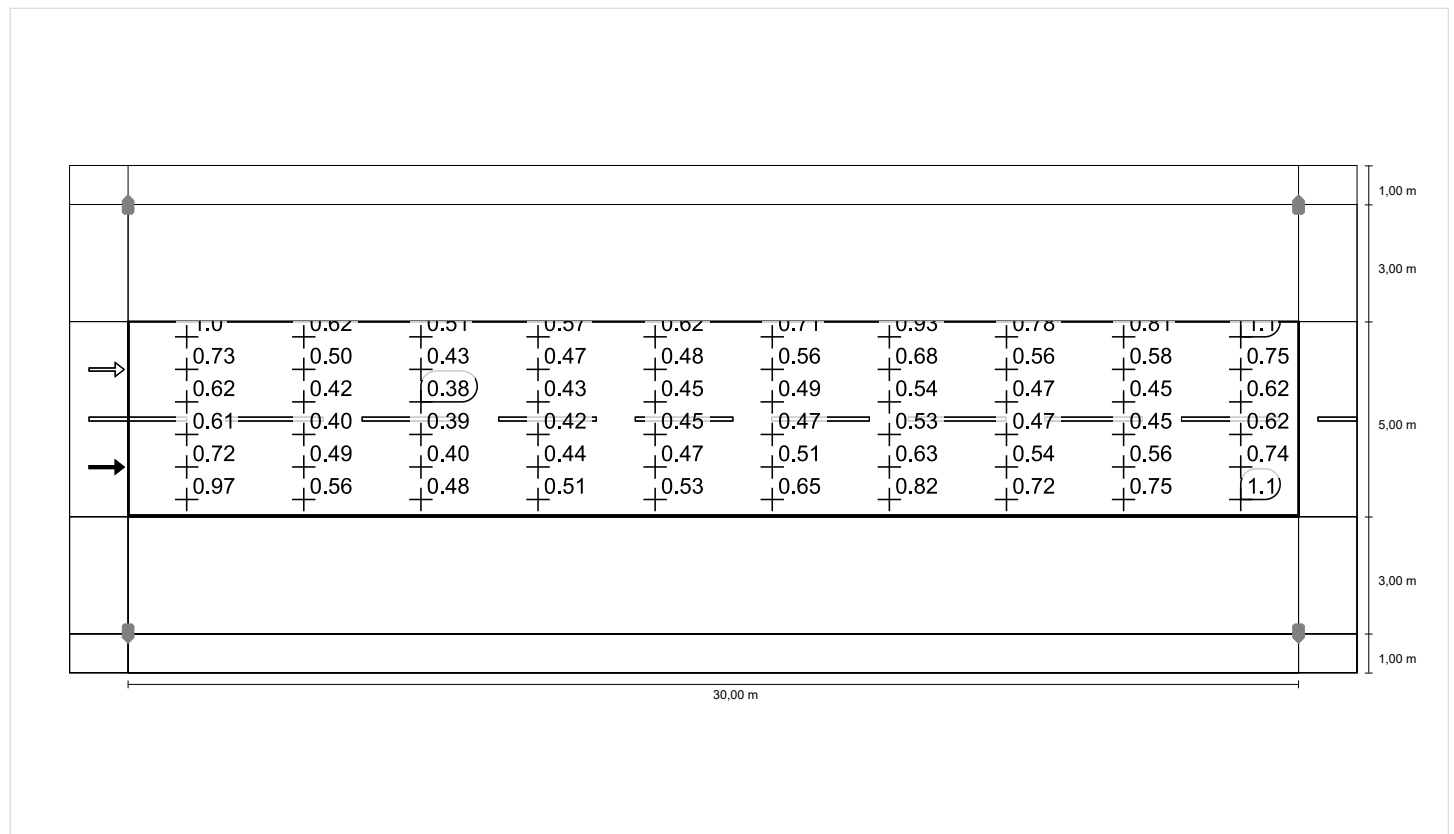 1,00 m
3,00 m
1.0 0.62 0.51 0.57 0.62 0.71 0.93 0.78 0.81 1.1
0.73 0.50 0.43 0.47 0.48 0.56 0.68 0.56 0.58 0.75
0.62 0.42 0.38 0.43 0.45 0.49 0.54 0.47 0.45 0.62
0.61 0.40 0.39 0.42 0.45 0.47 0.53 0.47 0.45 0.62
5,00 m
0.72 0.49 0.40 0.44 0.47 0.51 0.63 0.54 0.56 0.74
0.97 0.56 0.48 0.51 0.53 0.65 0.82 0.72 0.75 1.1
3,00 m
1,00 m
30,00 m